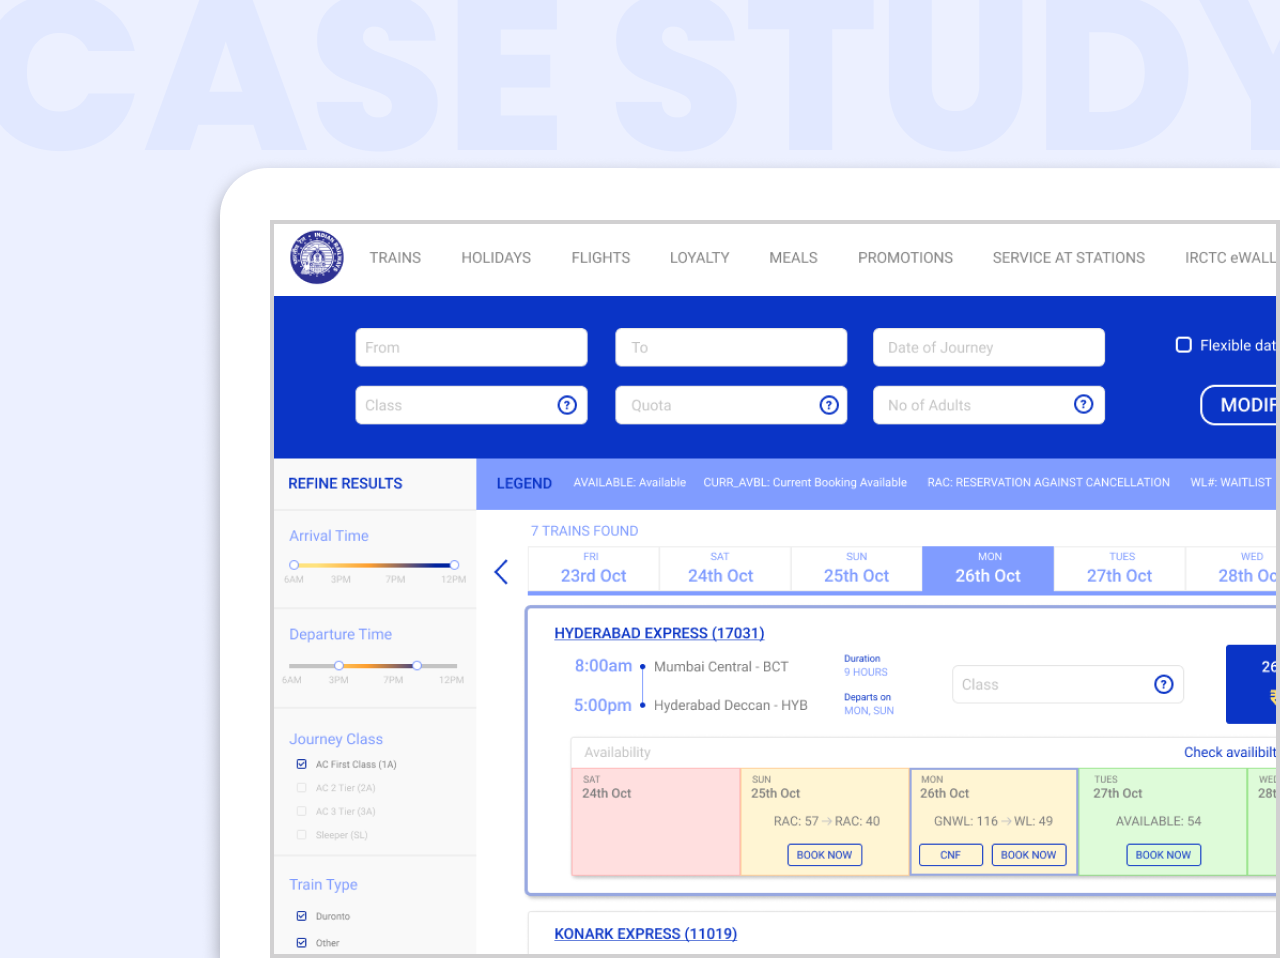 CASE STUDY
INDIAN RAILWAYS
TRAINS HOLIDAYS FLIGHTS LOYALTY MEALS PROMOTIONS SERVICE AT STATIONS IRCTC eWALL
From To Date of Journey Flexible dat
Class ? Quota ? No of Adults ? MODIF
REFINE RESULTS
LEGEND AVAILABLE: Available CURR_AVBL: Current Booking Available RAC: RESERVATION AGAINST CANCELLATION WL#: WAITLIST
Arrival Time
6AM 3PM 7PM 12PM
Departure Time
6AM 3PM 7PM 12PM
Journey Class
AC First Class (1A)
AC 2 Tier (2A)
AC 3 Tier (3A)
Sleeper (SL)
Train Type
Duronto
Other
7 TRAINS FOUND
FRI SAT SUN MON TUES WED
23rd Oct 24th Oct 25th Oct 26th Oct 27th Oct 28th Oc
HYDERABAD EXPRESS (17031)
8:00am Mumbai Central - BCT
5:00pm Hyderabad Deccan - HYB
Duration
9 HOURS
Departs on
MON, SUN
Class ?
26
₹
Availability Check availibilt
SAT SUN MON TUES WED
24th Oct 25th Oct 26th Oct 27th Oct 28t
RAC: 57 → RAC: 40 GNWL: 116 → WL: 49 AVAILABLE: 54
BOOK NOW CNF BOOK NOW BOOK NOW
KONARK EXPRESS (11019)